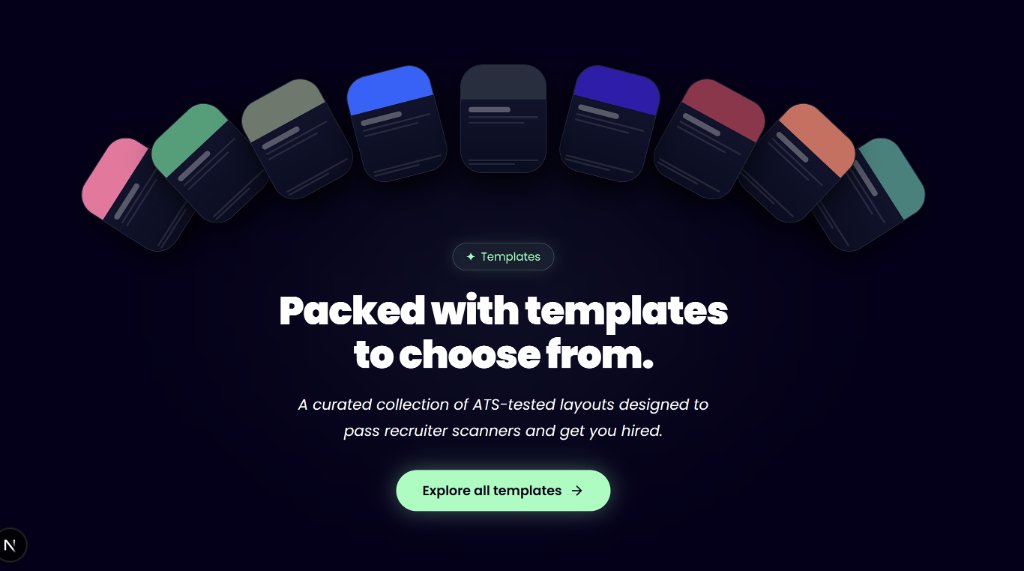 ✦ Templates
Packed with templates
to choose from.
A curated collection of ATS-tested layouts designed to
pass recruiter scanners and get you hired.
Explore all templates →
N